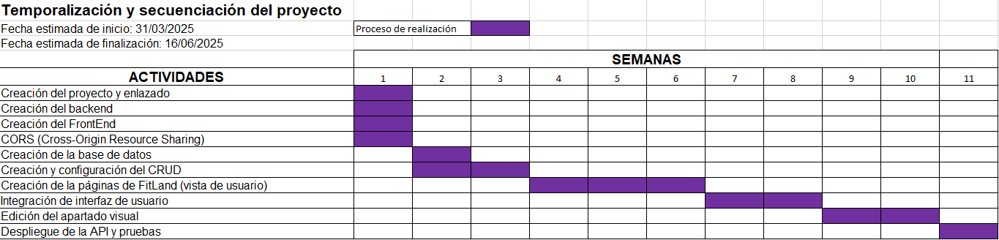 Temporalización y secuenciación del proyecto
Fecha estimada de inicio: 31/03/2025
Proceso de realización
Fecha estimada de finalización: 16/06/2025
SEMANAS
ACTIVIDADES 1 2 3 4 5 6 7 8 9 10 11
Creación del proyecto y enlazado
Creación del backend
Creación del FrontEnd
CORS (Cross-Origin Resource Sharing)
Creación de la base de datos
Creación y configuración del CRUD
Creación de la páginas de FitLand (vista de usuario)
Integración de interfaz de usuario
Edición del apartado visual
Despliegue de la API y pruebas